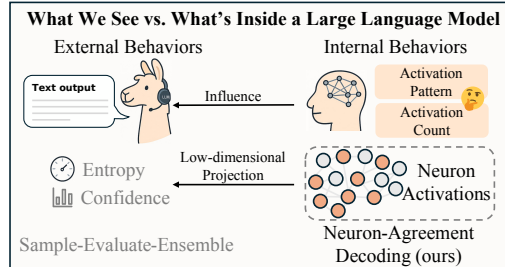 What We See vs. What's Inside a Large Language Model
External Behaviors
Internal Behaviors
Text output
Influence
Activation
Pattern
Activation
Count
Low-dimensional
Projection
Entropy
Confidence
Neuron
Activations
Sample-Evaluate-Ensemble
Neuron-Agreement
Decoding (ours)